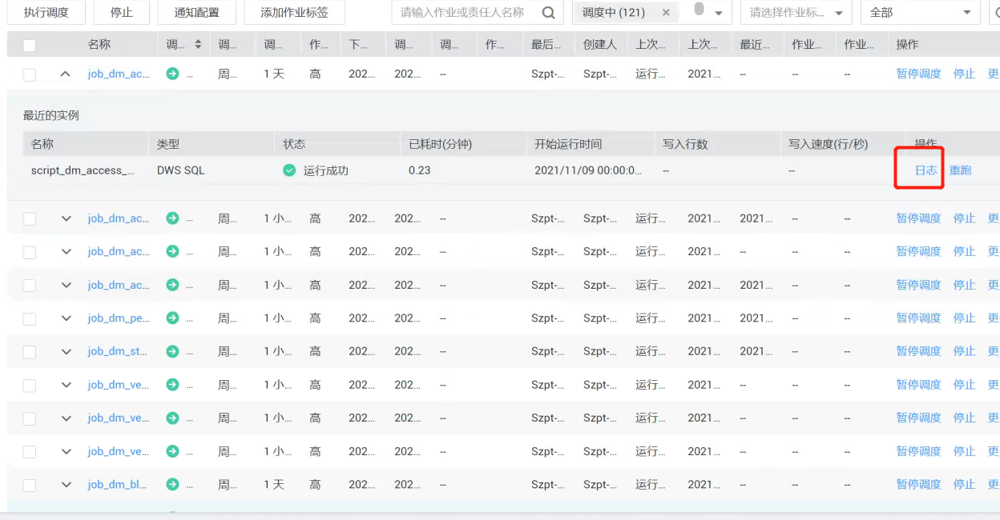 执行调度 停止 通知配置 添加作业标签 请输入作业或责任人名称 调度中 (121) × 请选择作业标... 全部
名称 调... 调... 调... 作... 下... 调... 调... 作... 最后... 创建人 上次... 上次... 最近... 作业... 作业... 操作
job_dm_ac... ... 周... 1 天 高 202... 202... -- Szpt-... Szpt-... 运行... 2021... -- -- -- 暂停调度 停止 更
最近的实例
名称 类型 状态 已耗时(分钟) 开始运行时间 写入行数 写入速度(行/秒) 操作
script_dm_access_... DWS SQL 运行成功 0.23 2021/11/09 00:00:0... -- -- 日志 重跑
job_dm_ac... ... 周... 1 小... 高 202... 202... -- Szpt-... Szpt-... 运行... 2021... 2021... -- -- 暂停调度 停止 更
job_dm_ac... ... 周... 1 小... 高 202... 202... -- Szpt-... Szpt-... 运行... 2021... -- -- -- 暂停调度 停止 更
job_dm_ac... ... 周... 1 小... 高 202... 202... -- Szpt-... Szpt-... 运行... 2021... 2021... -- -- 暂停调度 停止 更
job_dm_pe... ... 周... 1 小... 高 202... 202... -- Szpt-... Szpt-... 运行... 2021... 2021... -- -- 暂停调度 停止 更
job_dm_st... ... 周... 1 小... 高 202... 202... -- Szpt-... Szpt-... 运行... 2021... 2021... -- -- 暂停调度 停止 更
job_dm_ve... ... 周... 1 小... 高 202... 202... -- Szpt-... Szpt-... 运行... 2021... -- -- -- 暂停调度 停止 更
job_dm_ve... ... 周... 1 小... 高 202... 202... -- Szpt-... Szpt-... 运行... 2021... -- -- -- 暂停调度 停止 更
job_dm_ve... ... 周... 1 小... 高 202... 202... -- Szpt-... Szpt-... 运行... 2021... -- -- -- 暂停调度 停止 更
job_dm_bl... ... 周... 1 天 高 202... 202... -- Szpt-... Szpt-... 运行... 2021... -- -- -- 暂停调度 停止 更